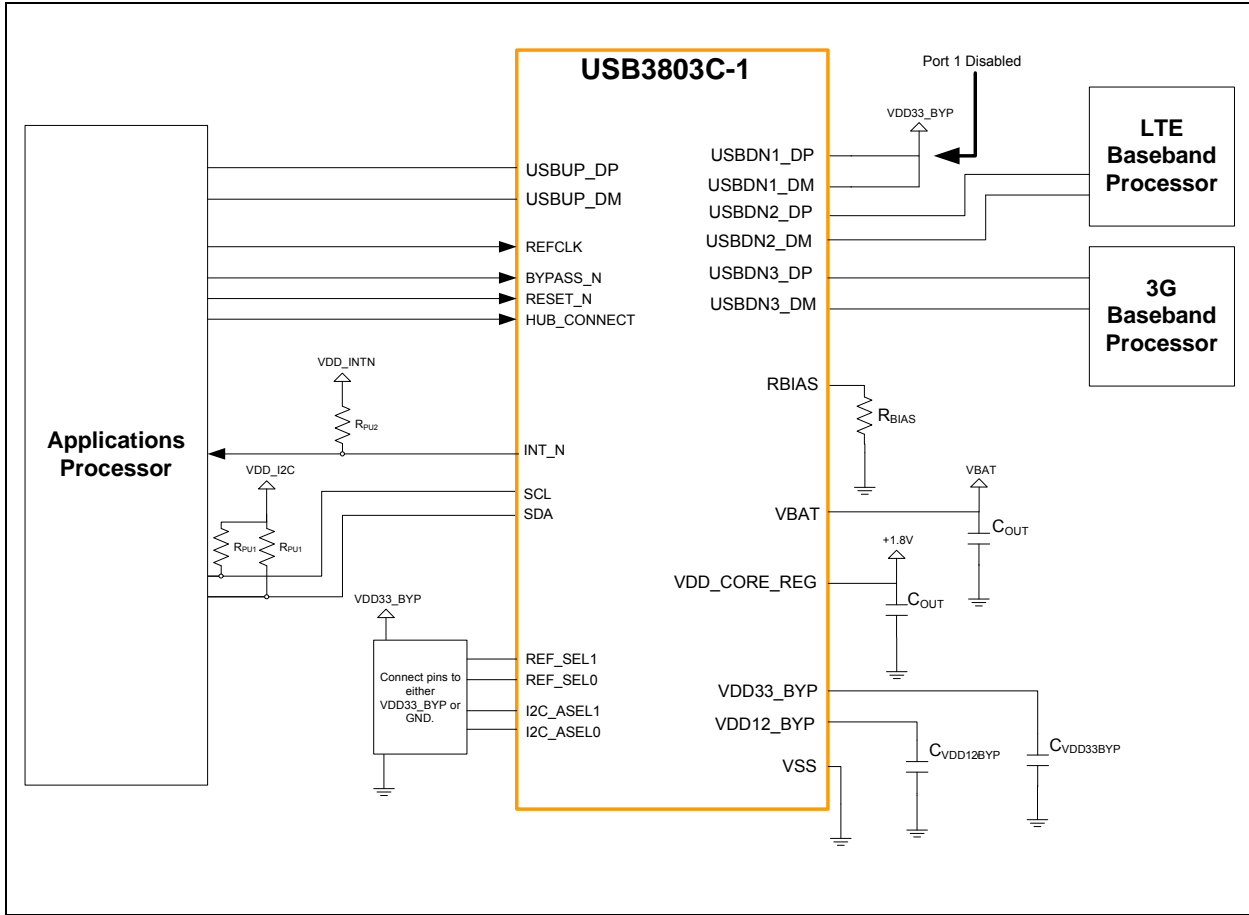 USB3803C-1
Port 1 Disabled
VDD33_BYP
LTE
Baseband
Processor
USBUP_DP
USBUP_DM
REFCLK
BYPASS_N
RESET_N
HUB_CONNECT
USBDN1_DP
USBDN1_DM
USBDN2_DP
USBDN2_DM
USBDN3_DP
USBDN3_DM
3G
Baseband
Processor
VDD_INTN
RPU2
RBIAS
RBIAS
Applications
Processor
INT_N
VDD_I2C
SCL
SDA
RPU1
RPU1
VBAT
VBAT
COUT
+1.8V
VDD_CORE_REG
COUT
VDD33_BYP
Connect pins to
either
VDD33_BYP or
GND.
REF_SEL1
REF_SEL0
I2C_ASEL1
I2C_ASEL0
VDD33_BYP
VDD12_BYP
VSS
CVDD12BYP
CVDD33BYP